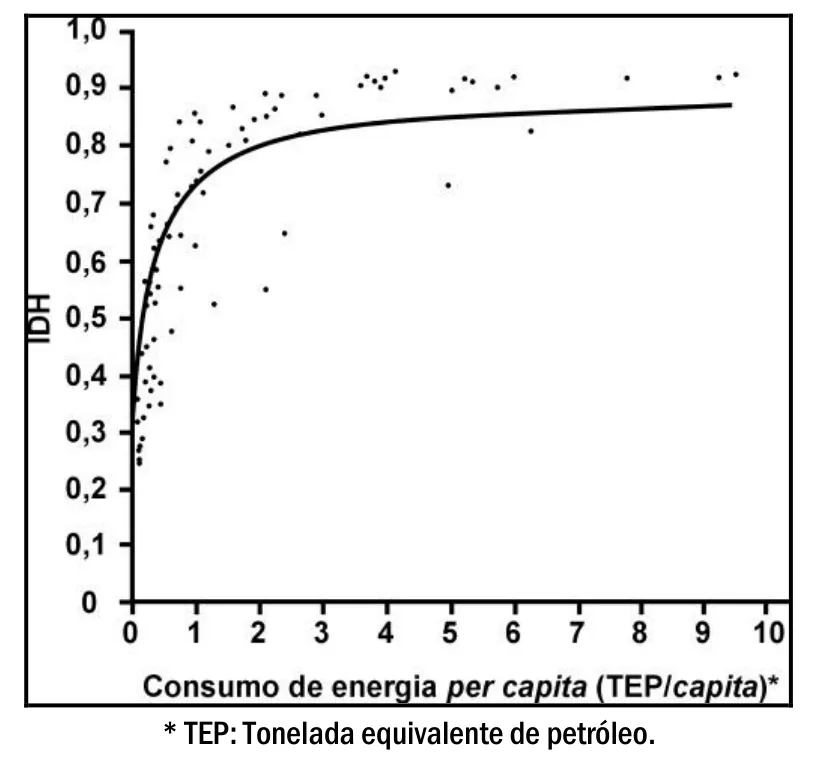 1,0
0,9
0,8
0,7
0,6
0,5
0,4
0,3
0,2
0,1
0
IDH
0 1 2 3 4 5 6 7 8 9 10
Consumo de energia per capita (TEP/capita)*
* TEP: Tonelada equivalente de petróleo.